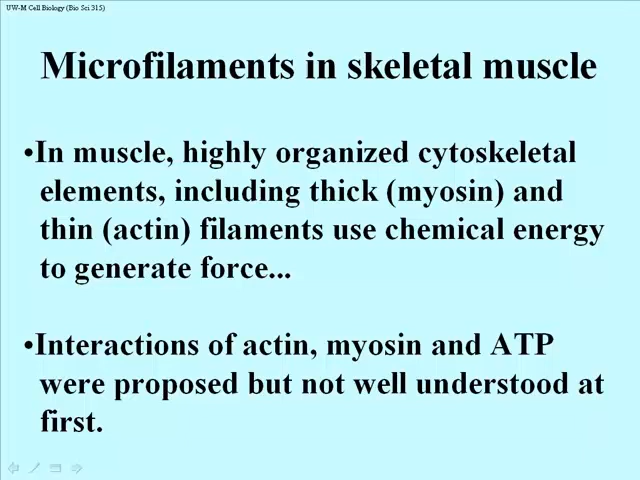 UW-M Cell Biology (Bio Sci 315)
Microfilaments in skeletal muscle
•In muscle, highly organized cytoskeletal
elements, including thick (myosin) and
thin (actin) filaments use chemical energy
to generate force...
•Interactions of actin, myosin and ATP
were proposed but not well understood at
first.